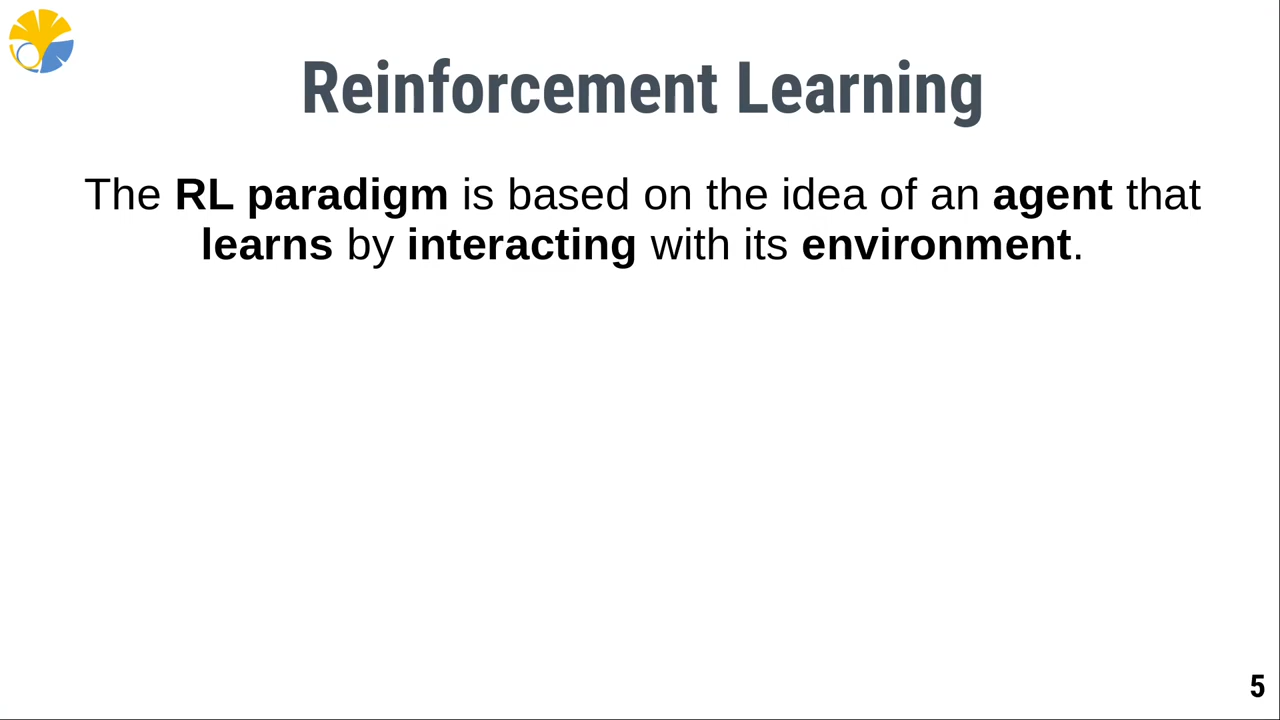 Reinforcement Learning
The RL paradigm is based on the idea of an agent that
learns by interacting with its environment.
5